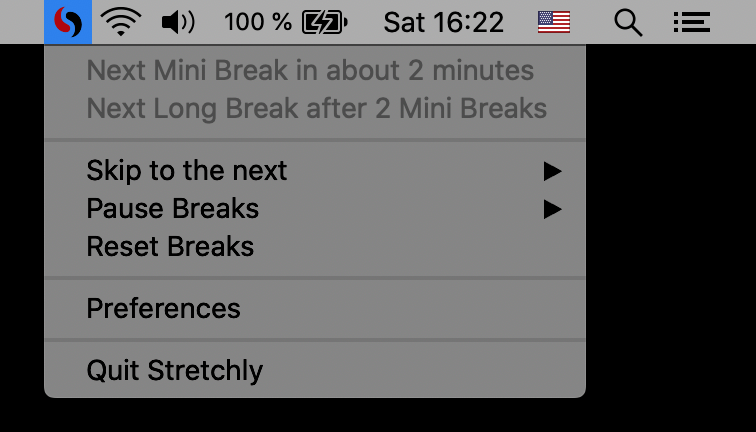 100 %
Sat 16:22
Next Mini Break in about 2 minutes
Next Long Break after 2 Mini Breaks
Skip to the next
Pause Breaks
Reset Breaks
Preferences
Quit Stretchly